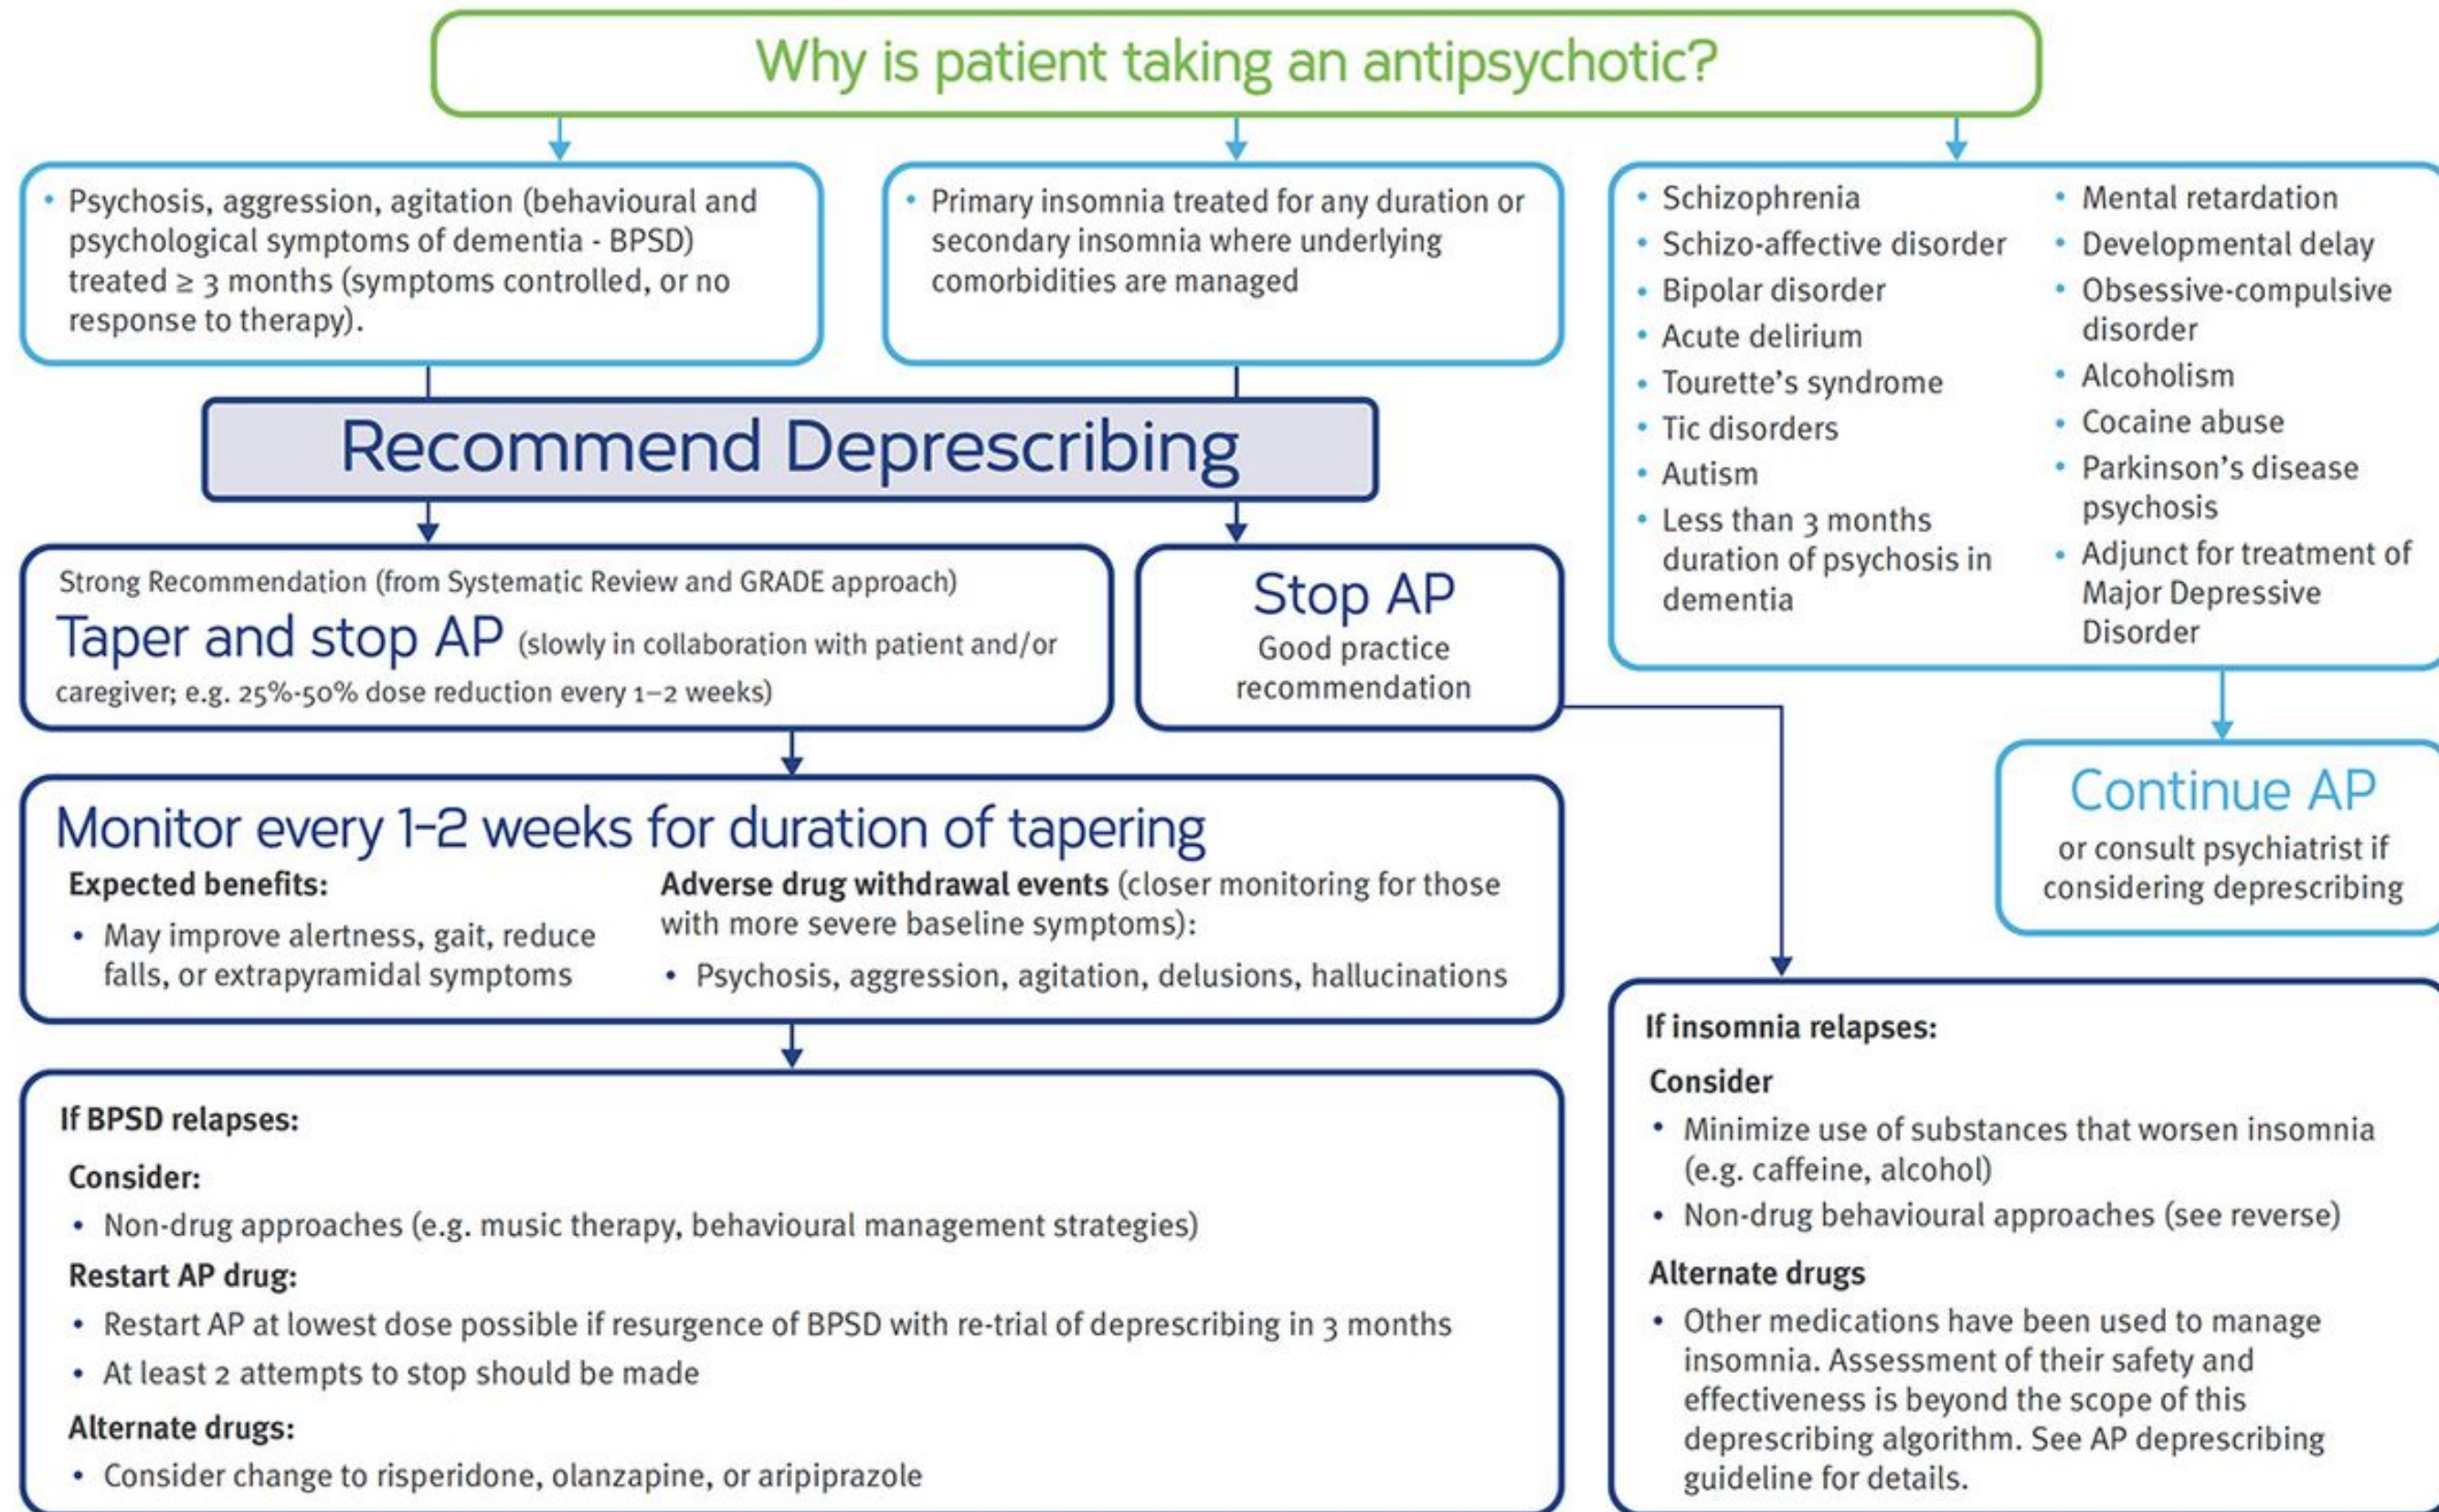 Why is patient taking an antipsychotic?
• Psychosis, aggression, agitation (behavioural and
psychological symptoms of dementia - BPSD)
treated ≥ 3 months (symptoms controlled, or no
response to therapy).
• Primary insomnia treated for any duration or
secondary insomnia where underlying
comorbidities are managed
• Schizophrenia
• Schizo-affective disorder
• Bipolar disorder
• Acute delirium
• Tourette's syndrome
• Tic disorders
• Autism
• Less than 3 months
duration of psychosis in
dementia
• Mental retardation
• Developmental delay
• Obsessive-compulsive
disorder
• Alcoholism
• Cocaine abuse
• Parkinson's disease
psychosis
• Adjunct for treatment of
Major Depressive
Disorder
Recommend Deprescribing
Strong Recommendation (from Systematic Review and GRADE approach)
Taper and stop AP (slowly in collaboration with patient and/or
caregiver; e.g. 25%-50% dose reduction every 1–2 weeks)
Stop AP
Good practice
recommendation
Continue AP
or consult psychiatrist if
considering deprescribing
Monitor every 1-2 weeks for duration of tapering
Expected benefits:
• May improve alertness, gait, reduce
falls, or extrapyramidal symptoms
Adverse drug withdrawal events (closer monitoring for those
with more severe baseline symptoms):
• Psychosis, aggression, agitation, delusions, hallucinations
If BPSD relapses:
Consider:
• Non-drug approaches (e.g. music therapy, behavioural management strategies)
Restart AP drug:
• Restart AP at lowest dose possible if resurgence of BPSD with re-trial of deprescribing in 3 months
• At least 2 attempts to stop should be made
Alternate drugs:
• Consider change to risperidone, olanzapine, or aripiprazole
If insomnia relapses:
Consider
• Minimize use of substances that worsen insomnia
(e.g. caffeine, alcohol)
• Non-drug behavioural approaches (see reverse)
Alternate drugs
• Other medications have been used to manage
insomnia. Assessment of their safety and
effectiveness is beyond the scope of this
deprescribing algorithm. See AP deprescribing
guideline for details.